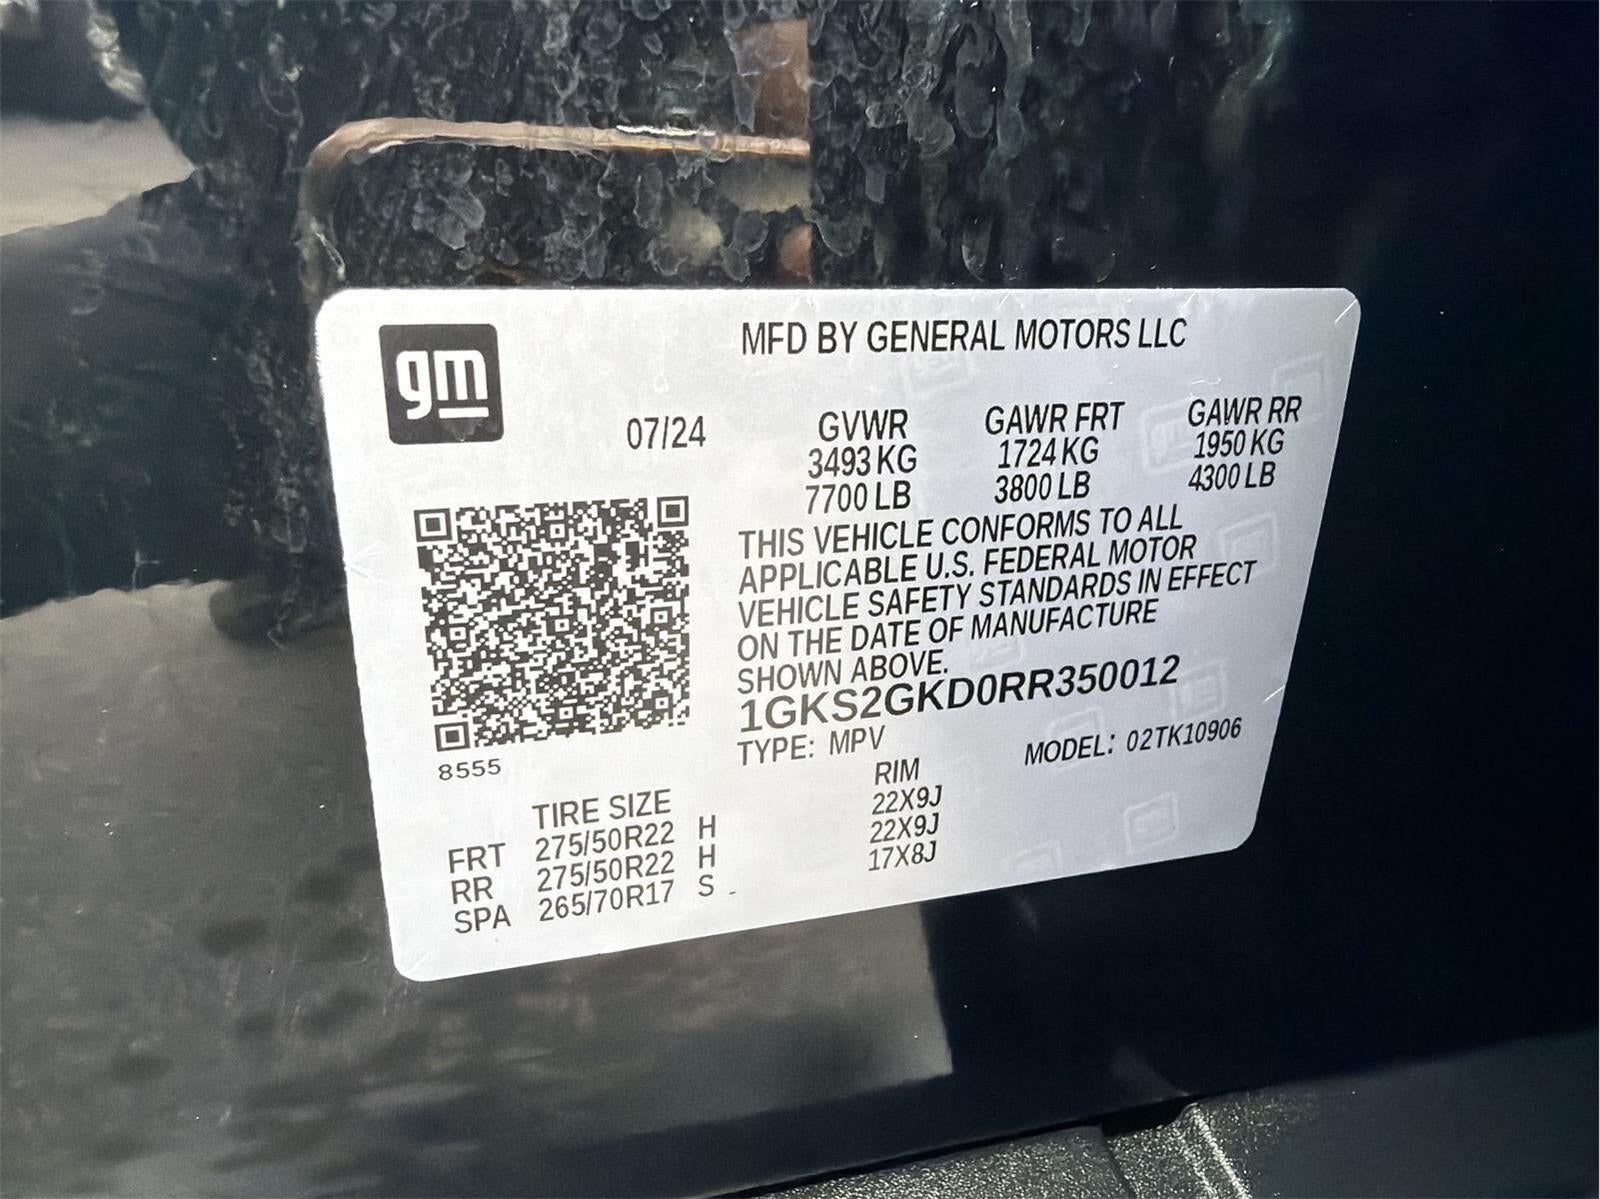 gm
MFD BY GENERAL MOTORS LLC
07/24 GVWR GAWR FRT GAWR RR
3493 KG 1724 KG 1950 KG
7700 LB 3800 LB 4300 LB
THIS VEHICLE CONFORMS TO ALL
APPLICABLE U.S. FEDERAL MOTOR
VEHICLE SAFETY STANDARDS IN EFFECT
ON THE DATE OF MANUFACTURE
SHOWN ABOVE.
1GKS2GKD0RR350012
TYPE: MPV MODEL: 02TK10906
8555
TIRE SIZE RIM
FRT 275/50R22 H 22X9J
RR 275/50R22 H 22X9J
SPA 265/70R17 S - 17X8J